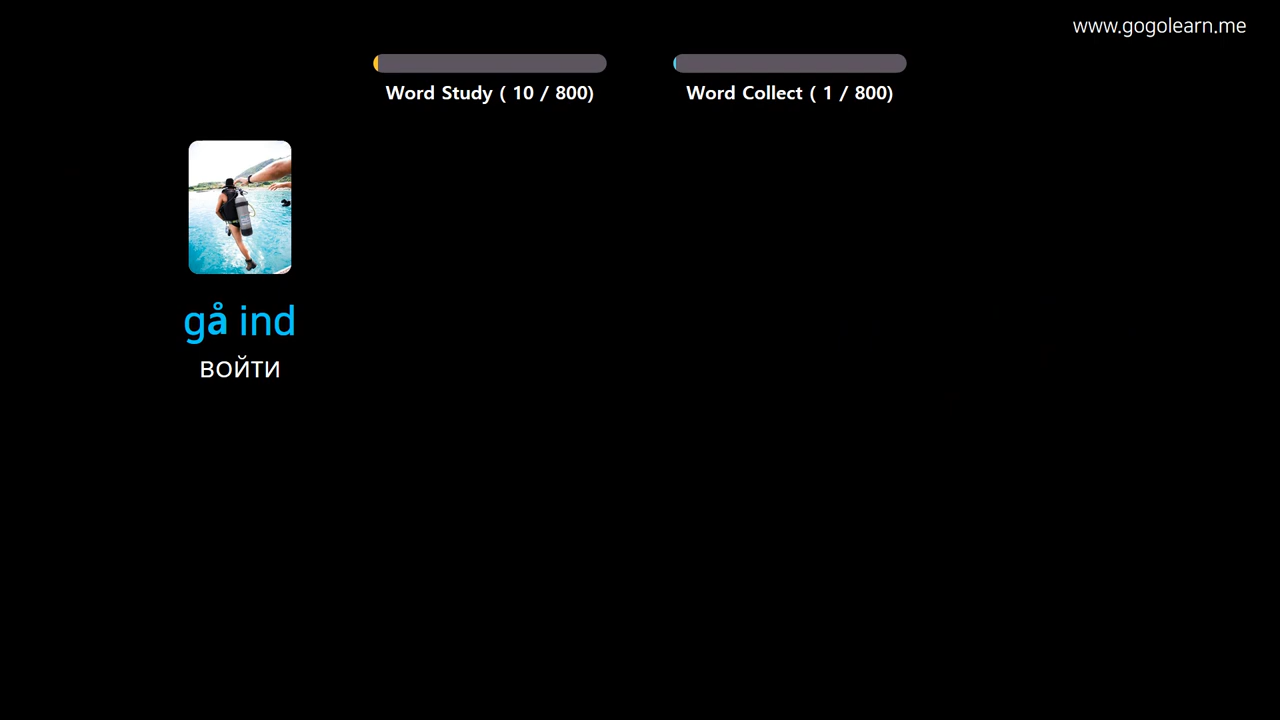 www.gogolearn.me
Word Study ( 10 / 800)
Word Collect ( 1 / 800)
gå ind
войти